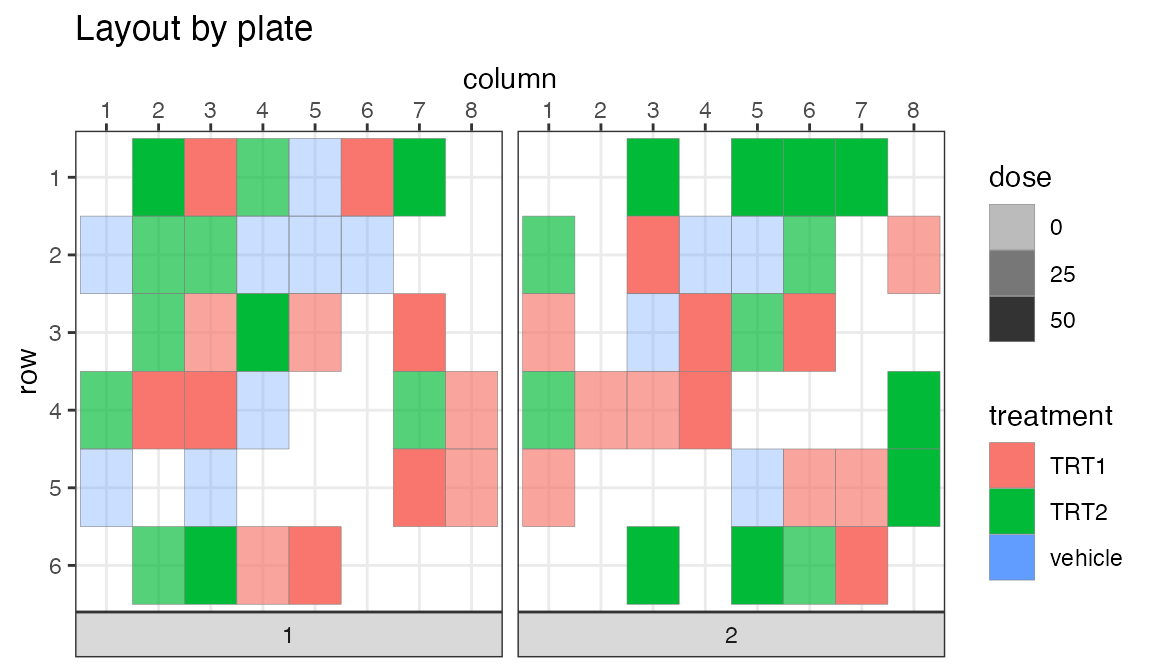 Layout by plate
column
1 2 3 4 5 6 7 8 1 2 3 4 5 6 7 8
row
1
2
3
4
5
6
1 2
dose
0
25
50
treatment
TRT1
TRT2
vehicle